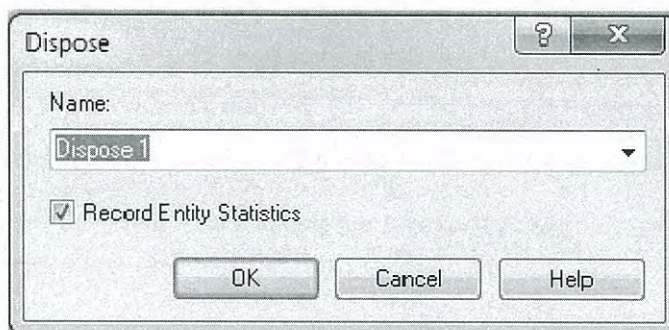 Dispose
Name:
Dispose 1
Record Entity Statistics
OK
Cancel
Help